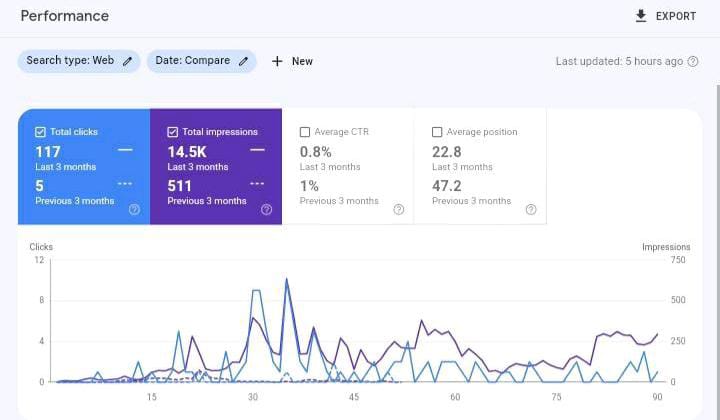 Performance
EXPORT
Search type: Web
Date: Compare
New
Last updated: 5 hours ago
Total clicks
117
Last 3 months
5
Previous 3 months
Total impressions
14.5K
Last 3 months
511
Previous 3 months
Average CTR
0.8%
Last 3 months
1%
Previous 3 months
Average position
22.8
Last 3 months
47.2
Previous 3 months
Clicks
Impressions
12
750
8
500
4
250
0
0
15
30
45
60
75
90